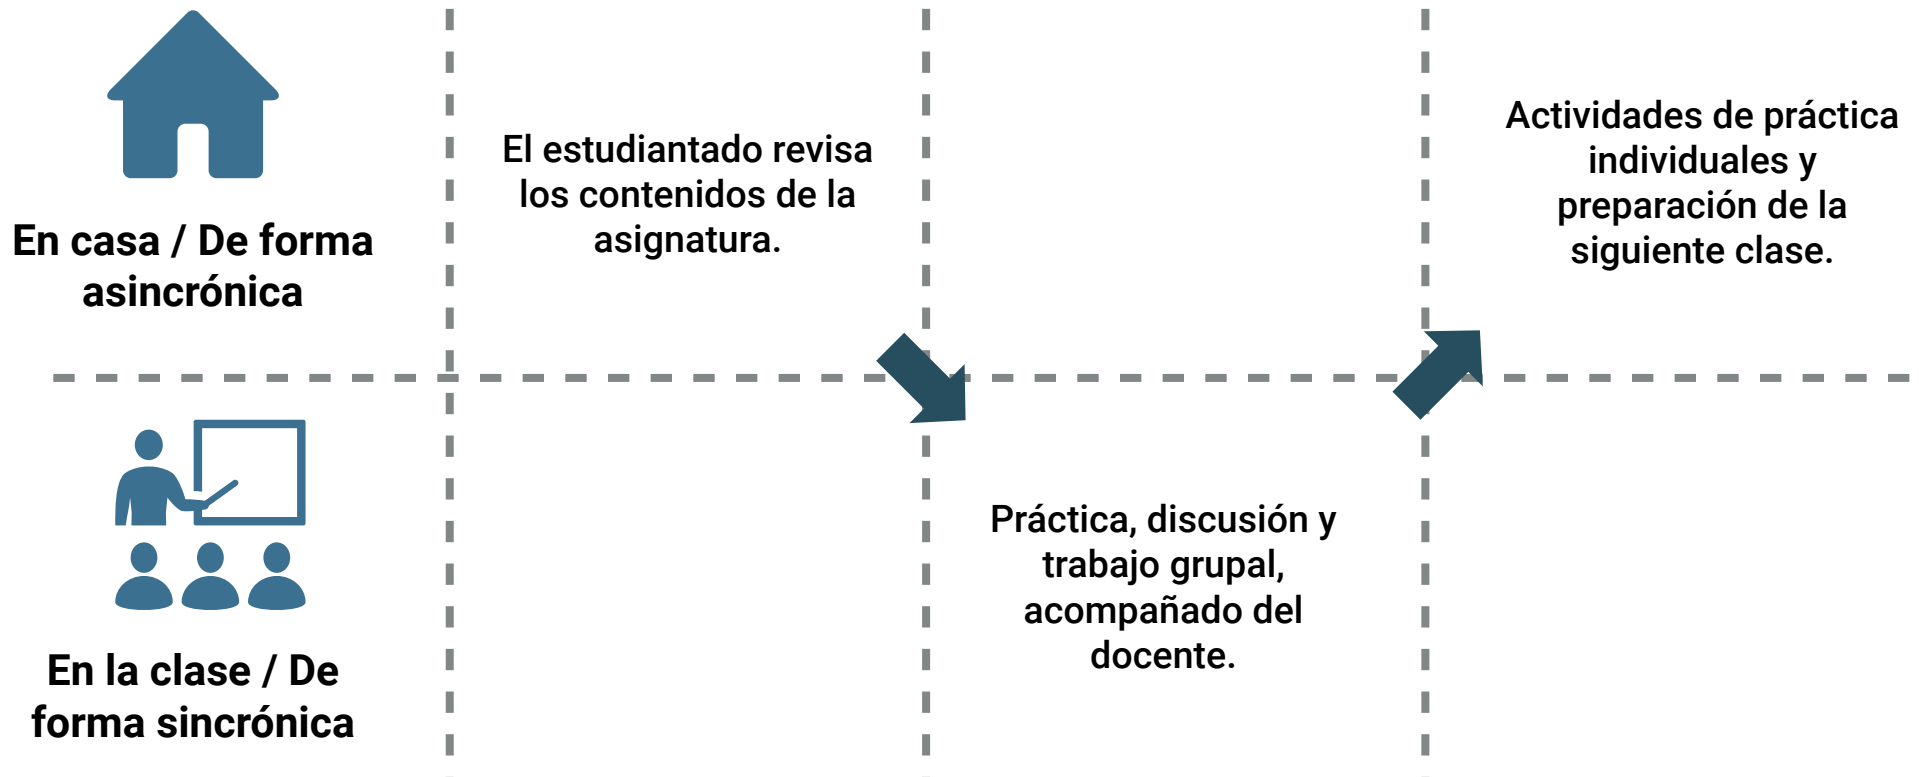 En casa / De forma
asincrónica
El estudiantado revisa
los contenidos de la
asignatura.
Actividades de práctica
individuales y
preparación de la
siguiente clase.
En la clase / De
forma sincrónica
Práctica, discusión y
trabajo grupal,
acompañado del
docente.